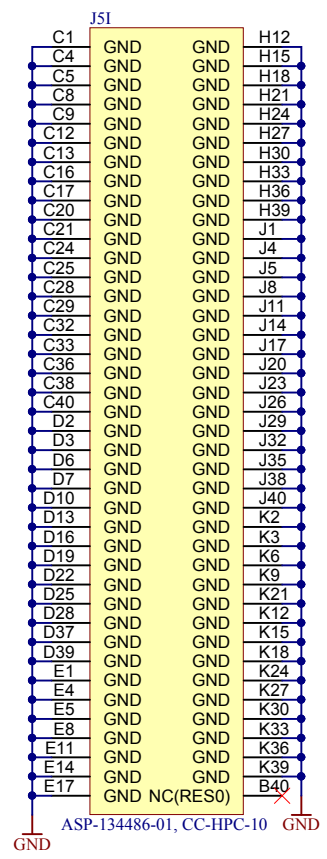 J5I
C1 GND GND H12
C4 GND GND H15
C5 GND GND H18
C8 GND GND H21
C9 GND GND H24
C12 GND GND H27
C13 GND GND H30
C16 GND GND H33
C17 GND GND H36
C20 GND GND H39
C21 GND GND J1
C24 GND GND J4
C25 GND GND J5
C28 GND GND J8
C29 GND GND J11
C32 GND GND J14
C33 GND GND J17
C36 GND GND J20
C38 GND GND J23
C40 GND GND J26
D2 GND GND J29
D3 GND GND J32
D6 GND GND J35
D7 GND GND J38
D10 GND GND J40
D13 GND GND K2
D16 GND GND K3
D19 GND GND K6
D22 GND GND K9
D25 GND GND K21
D28 GND GND K12
D37 GND GND K15
D39 GND GND K18
E1 GND GND K24
E4 GND GND K27
E5 GND GND K30
E8 GND GND K33
E11 GND GND K36
E14 GND GND K39
E17 GND NC(RES0) B40
ASP-134486-01, CC-HPC-10
GND GND